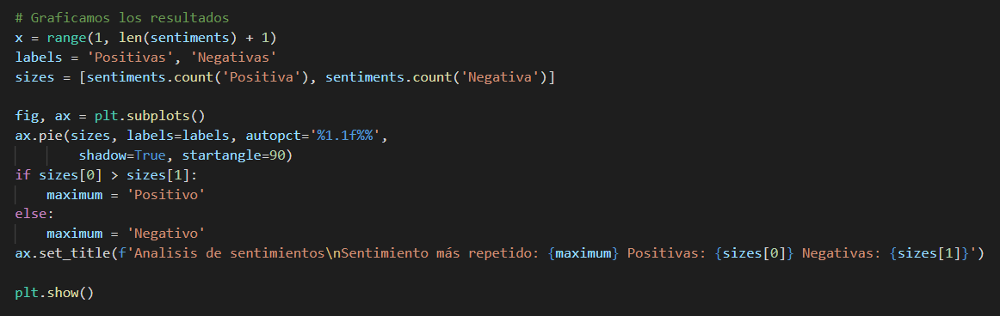 # Graficamos los resultados
x = range(1, len(sentiments) + 1)
labels = 'Positivas', 'Negativas'
sizes = [sentiments.count('Positiva'), sentiments.count('Negativa')]

fig, ax = plt.subplots()
ax.pie(sizes, labels=labels, autopct='%1.1f%%',
        shadow=True, startangle=90)
if sizes[0] > sizes[1]:
    maximum = 'Positivo'
else:
    maximum = 'Negativo'
ax.set_title(f'Analisis de sentimientos\nSentimiento más repetido: {maximum} Positivas: {sizes[0]} Negativas: {sizes[1]}')

plt.show()